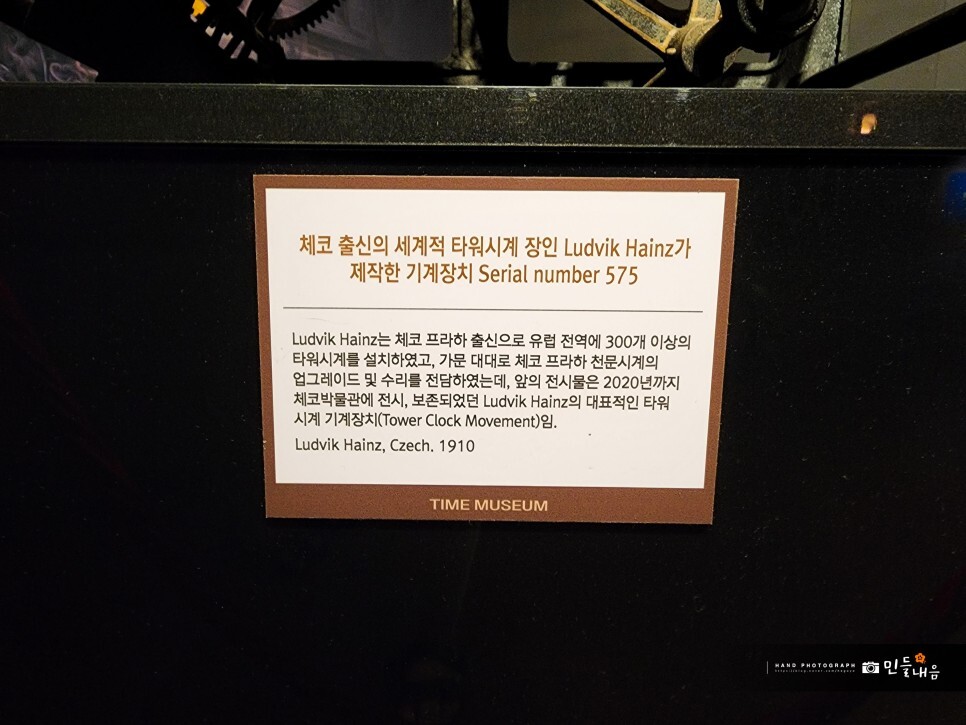 체코 출신의 세계적 타워시계 장인 Ludvik Hainz가
제작한 기계장치 Serial number 575
Ludvik Hainz는 체코 프라하 출신으로 유럽 전역에 300개 이상의
타워시계를 설치하였고, 가문 대대로 체코 프라하 천문시계의
업그레이드 및 수리를 전담하였는데, 앞의 전시물은 2020년까지
체코박물관에 전시, 보존되었던 Ludvik Hainz의 대표적인 타워
시계 기계장치(Tower Clock Movement)임.
Ludvik Hainz, Czech, 1910
TIME MUSEUM
HAND PHOTOGRAPH
민들내음